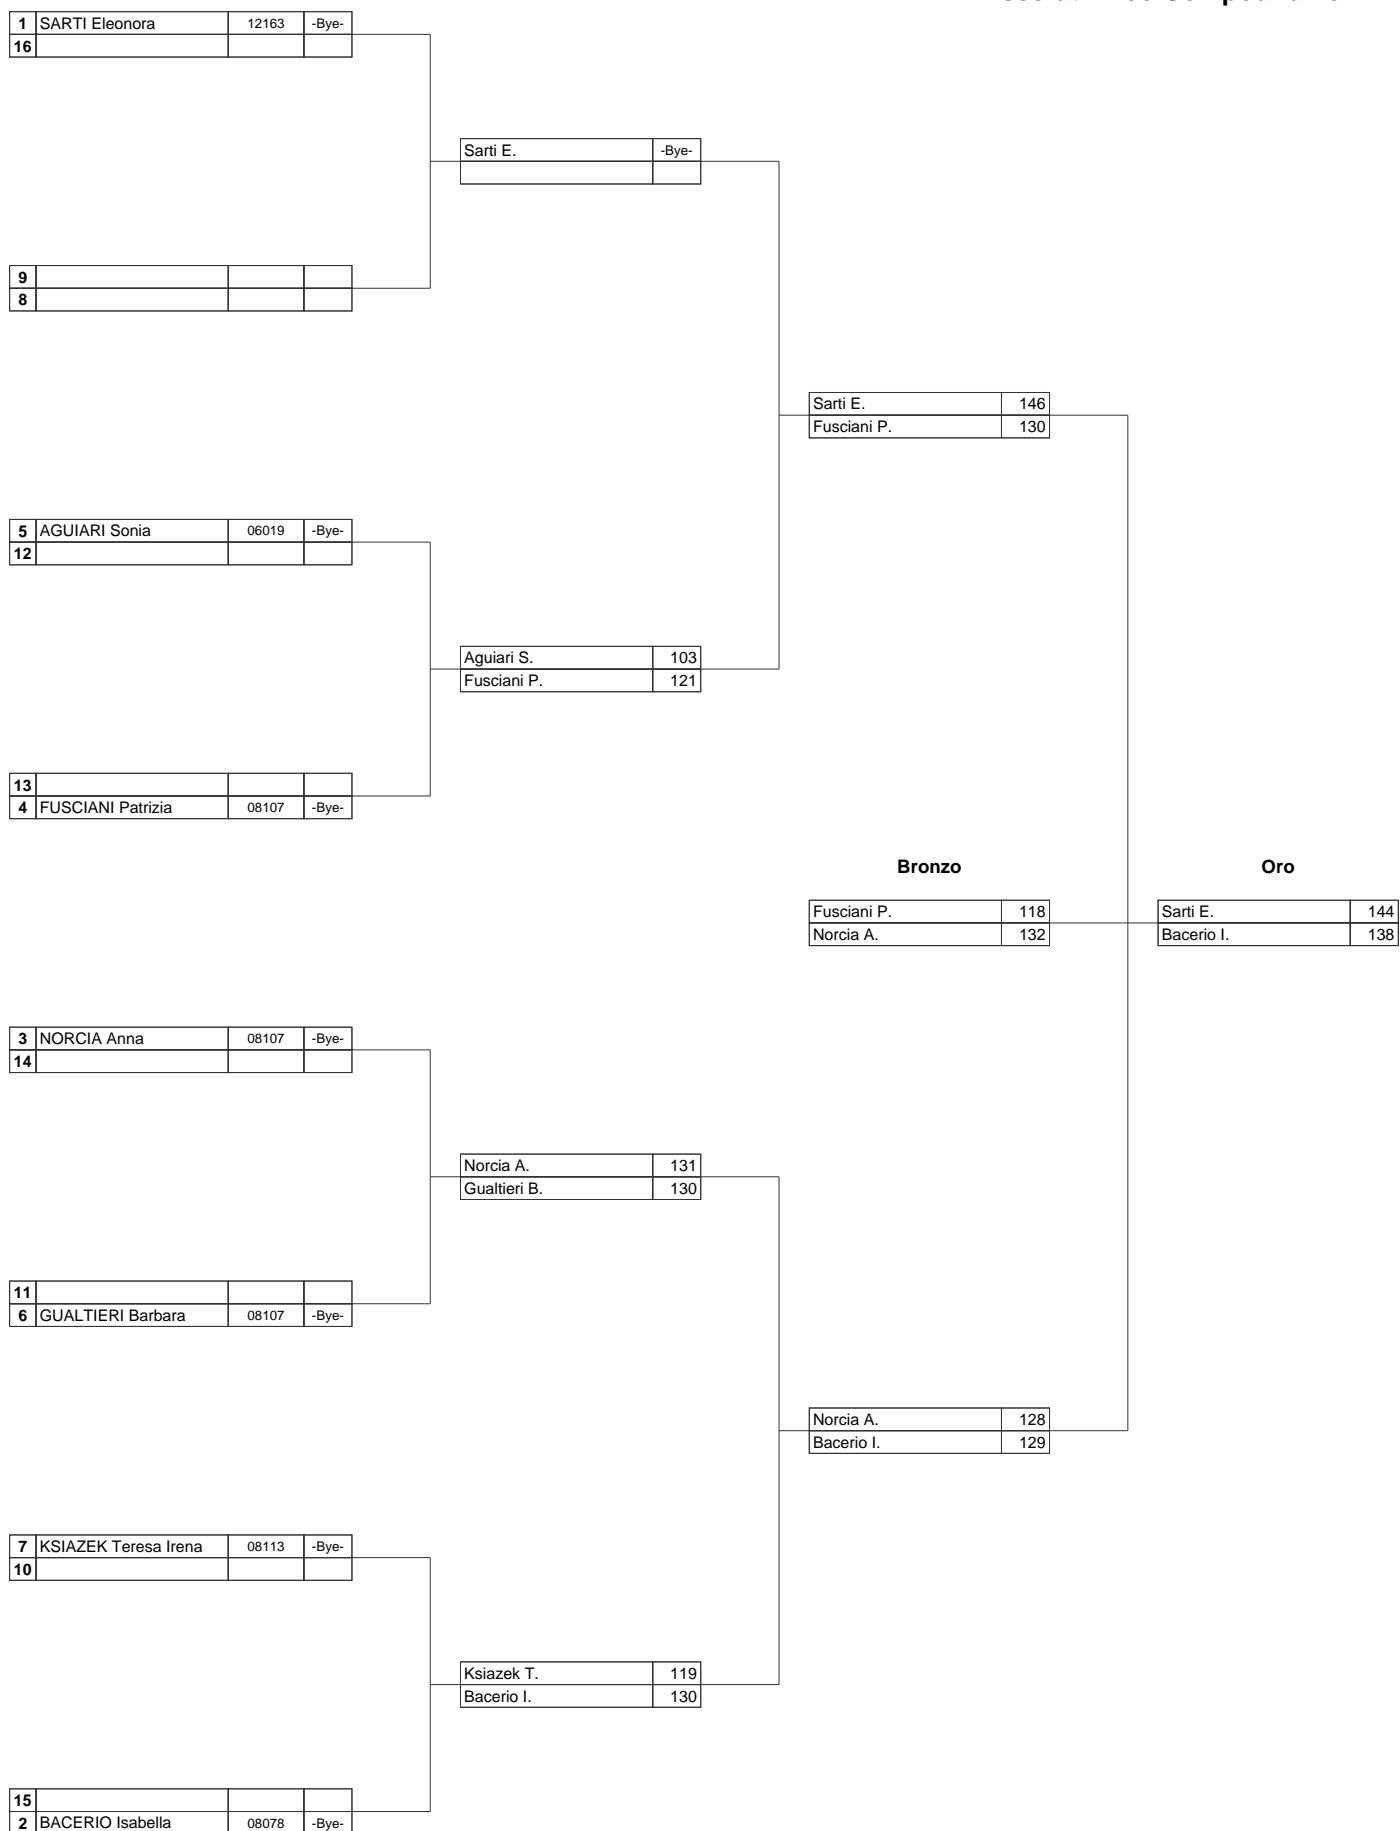 1 SARTI Eleonora 12163 -Bye-
16
Sarti E. -Bye-
9
8
Sarti E. 146
Fusciani P. 130
5 AGUIARI Sonia 06019 -Bye-
12
Aguiari S. 103
Fusciani P. 121
13
4 FUSCIANI Patrizia 08107 -Bye-
Bronzo Oro
Fusciani P. 118 Sarti E. 144
Norcia A. 132 Bacerio I. 138
3 NORCIA Anna 08107 -Bye-
14
Norcia A. 131
Gualtieri B. 130
11
6 GUALTIERI Barbara 08107 -Bye-
Norcia A. 128
Bacerio I. 129
7 KSIAZEK Teresa Irena 08113 -Bye-
10
Ksiazek T. 119
Bacerio I. 130
15
2 BACERIO Isabella 08078 -Bye-